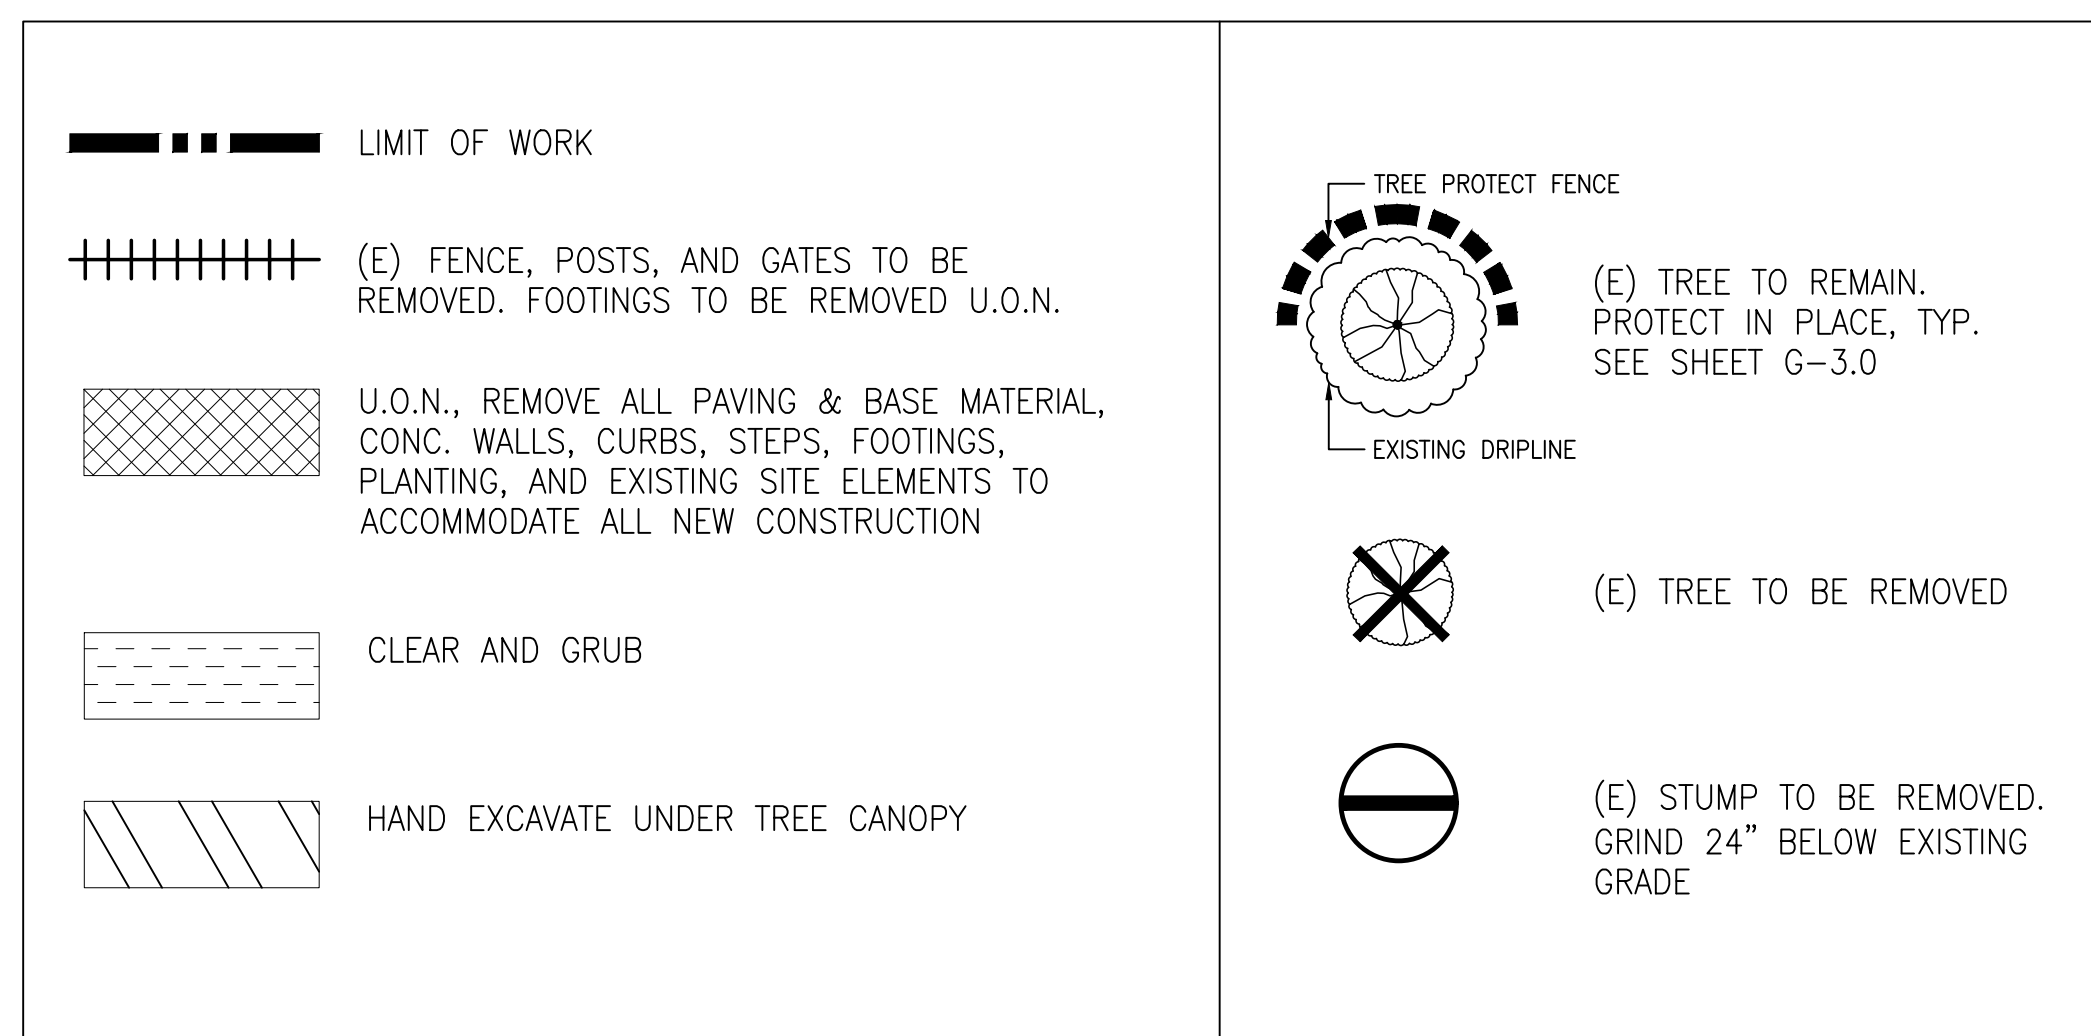 LIMIT OF WORK
(E) FENCE, POSTS, AND GATES TO BE
REMOVED. FOOTINGS TO BE REMOVED U.O.N.
U.O.N., REMOVE ALL PAVING & BASE MATERIAL,
CONC. WALLS, CURBS, STEPS, FOOTINGS,
PLANTING, AND EXISTING SITE ELEMENTS TO
ACCOMMODATE ALL NEW CONSTRUCTION
CLEAR AND GRUB
HAND EXCAVATE UNDER TREE CANOPY
TREE PROTECT FENCE
(E) TREE TO REMAIN.
PROTECT IN PLACE, TYP.
SEE SHEET G-3.0
EXISTING DRIPLINE
(E) TREE TO BE REMOVED
(E) STUMP TO BE REMOVED.
GRIND 24" BELOW EXISTING
GRADE